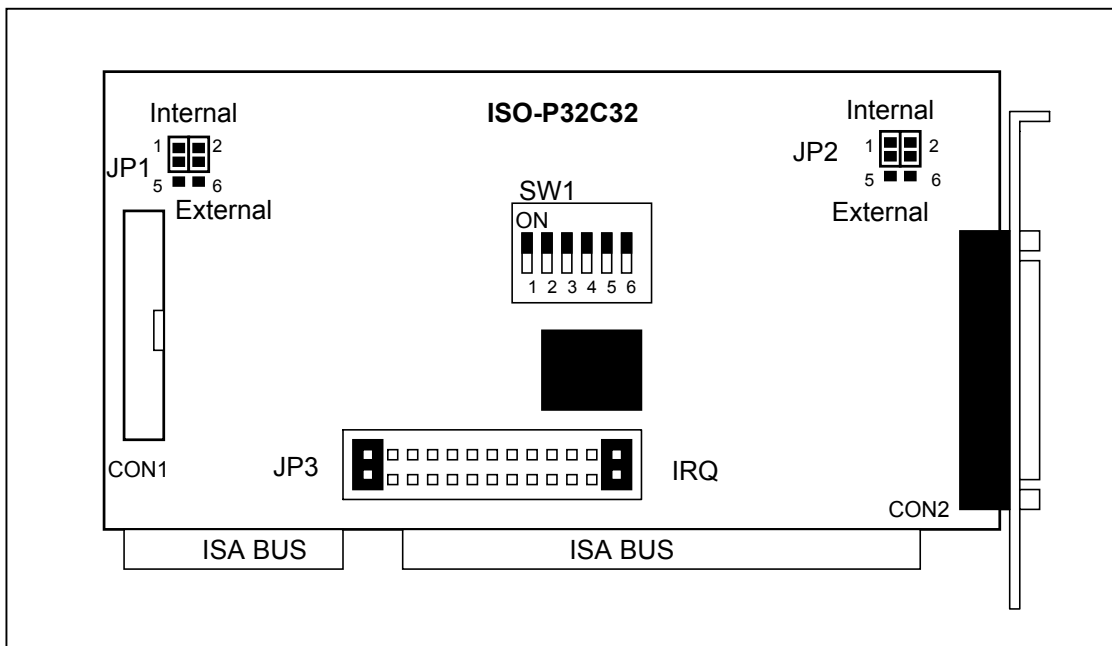 ISO-P32C32
Internal
1 2
JP1
5 6
External
Internal
JP2
1 2
5 6
External
SW1
ON
1 2 3 4 5 6
CON1
JP3
IRQ
CON2
ISA BUS
ISA BUS